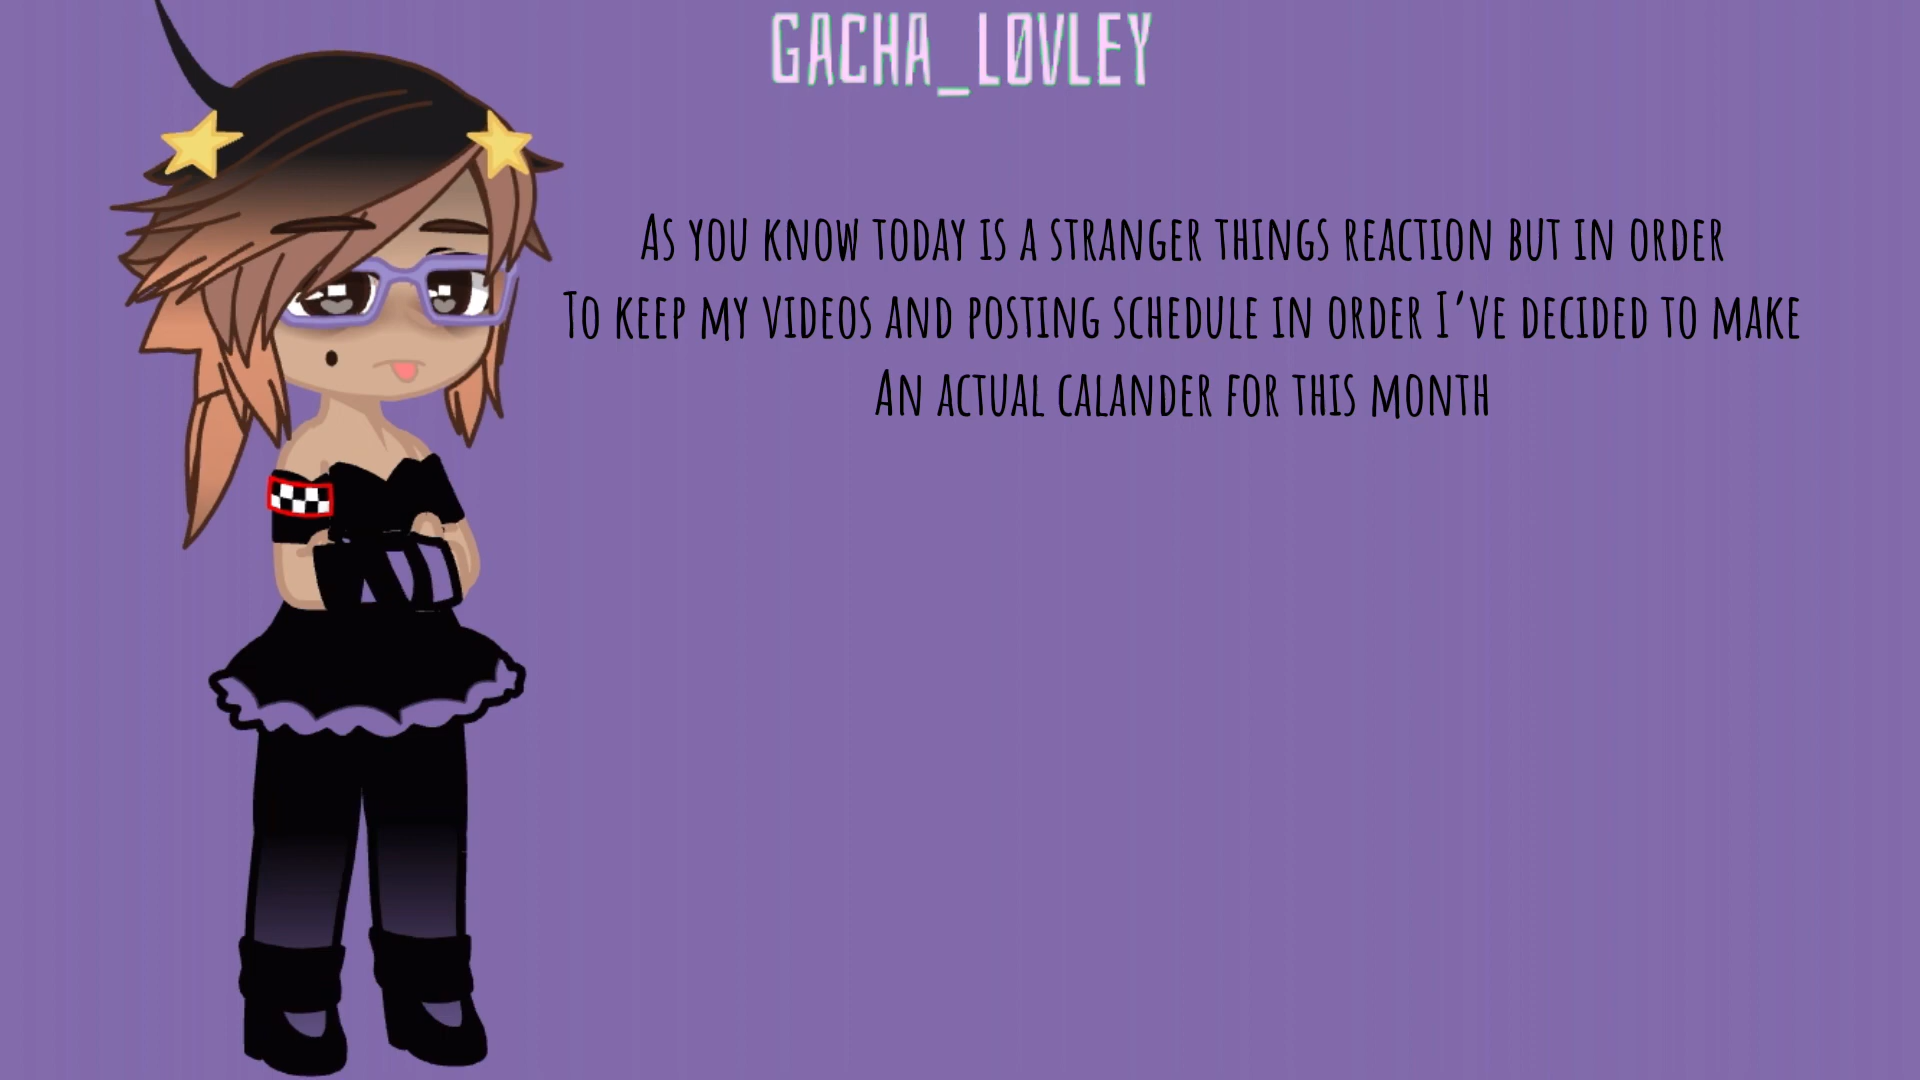 GACHA_LØVLEY
As you know today is a stranger things reaction but in order
To keep my videos and posting schedule in order I've decided to make
An actual calander for this month